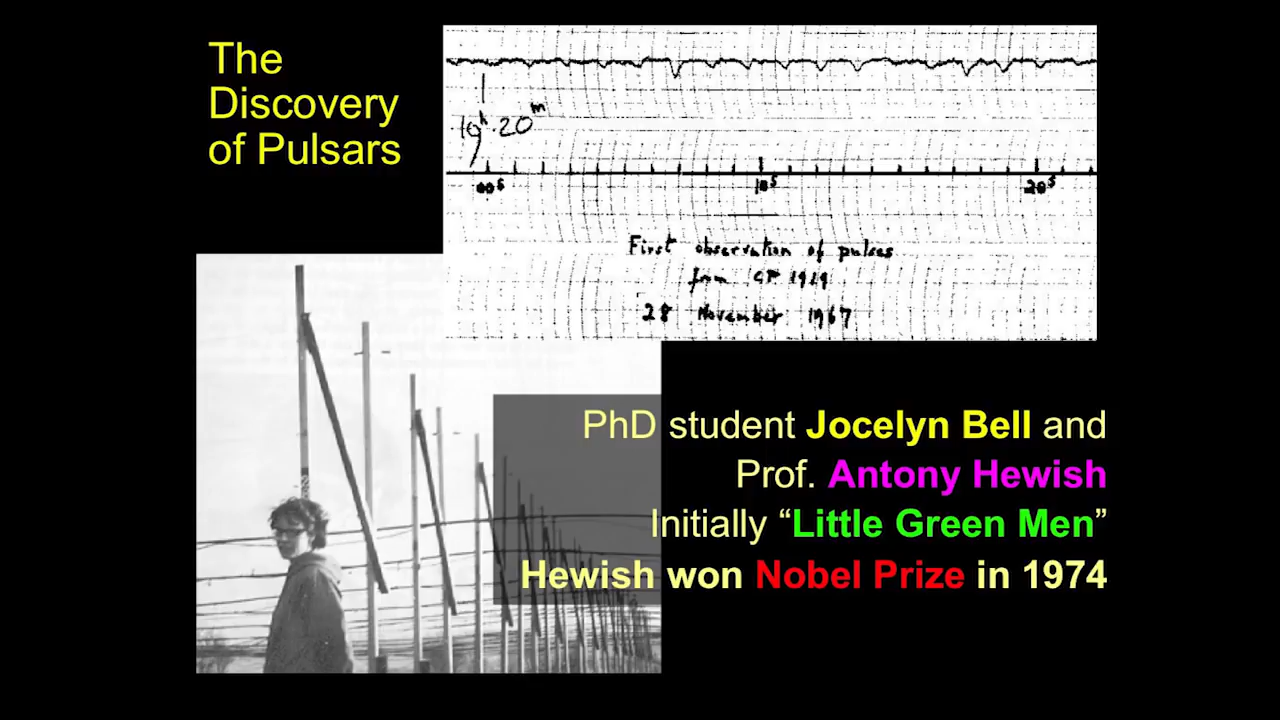 The
Discovery
of Pulsars
19ʰ 20ᵐ
00ˢ 10ˢ 20ˢ
First observation of pulses
from CP 1919
28 November 1967
PhD student Jocelyn Bell and
Prof. Antony Hewish
Initially “Little Green Men”
Hewish won Nobel Prize in 1974